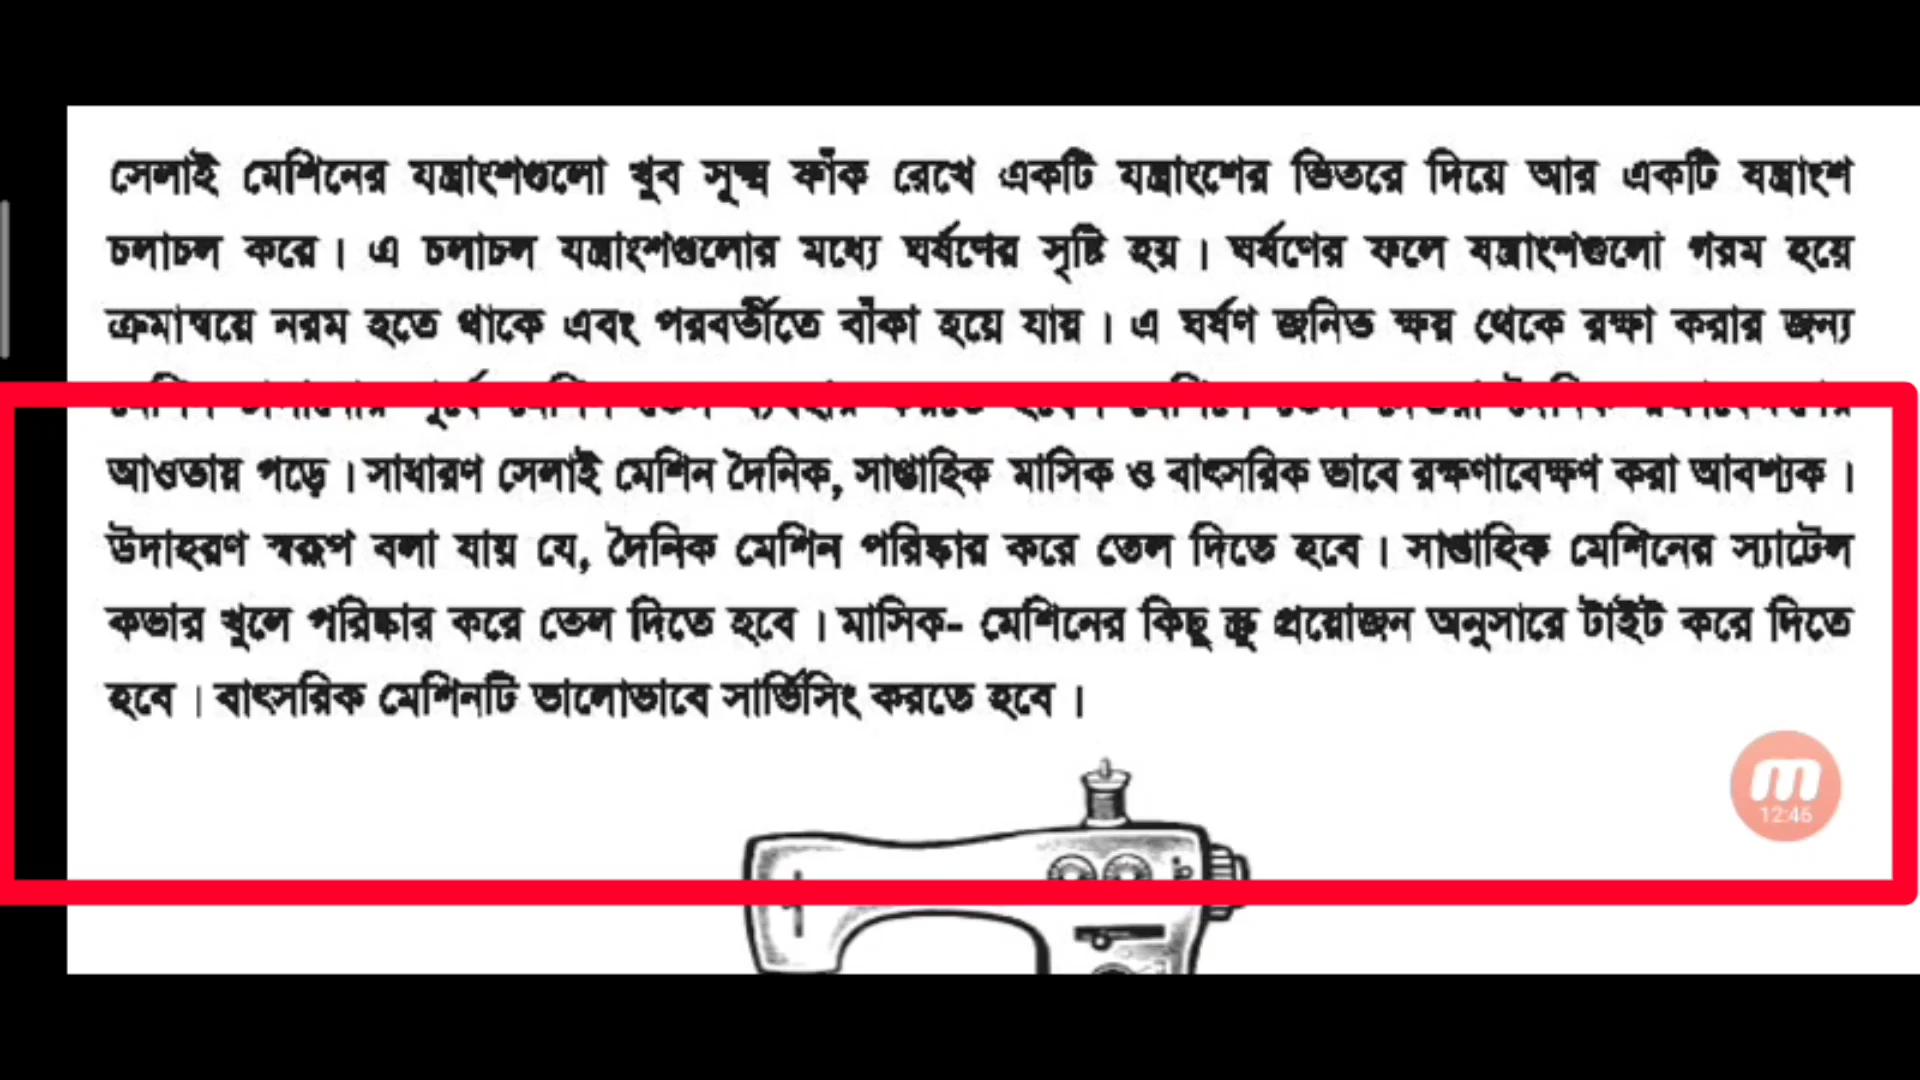 সেলাই মেশিনের যন্ত্রাংশগুলো খুব সূক্ষ্ম ফাঁক রেখে একটি যন্ত্রাংশের ভিতরে দিয়ে আর একটি যন্ত্রাংশ
চলাচল করে। এ চলাচল যন্ত্রাংশগুলোর মধ্যে ঘর্ষণের সৃষ্টি হয়। ঘর্ষণের ফলে যন্ত্রাংশগুলো গরম হয়ে
ক্রমান্বয়ে নরম হতে থাকে এবং পরবর্তীতে বাঁকা হয়ে যায়। এ ঘর্ষণ জনিত ক্ষয় থেকে রক্ষা করার জন্য
আওতায় পড়ে। সাধারণ সেলাই মেশিন দৈনিক, সাপ্তাহিক মাসিক ও বাৎসরিক ভাবে রক্ষণাবেক্ষণ করা আবশ্যক।
উদাহরণ স্বরূপ বলা যায় যে, দৈনিক মেশিন পরিষ্কার করে তেল দিতে হবে। সাপ্তাহিক মেশিনের স্যাটেল
কভার খুলে পরিষ্কার করে তেল দিতে হবে। মাসিক- মেশিনের কিছু স্ক্রু প্রয়োজন অনুসারে টাইট করে দিতে
হবে। বাৎসরিক মেশিনটি ভালোভাবে সার্ভিসিং করতে হবে।
12:46